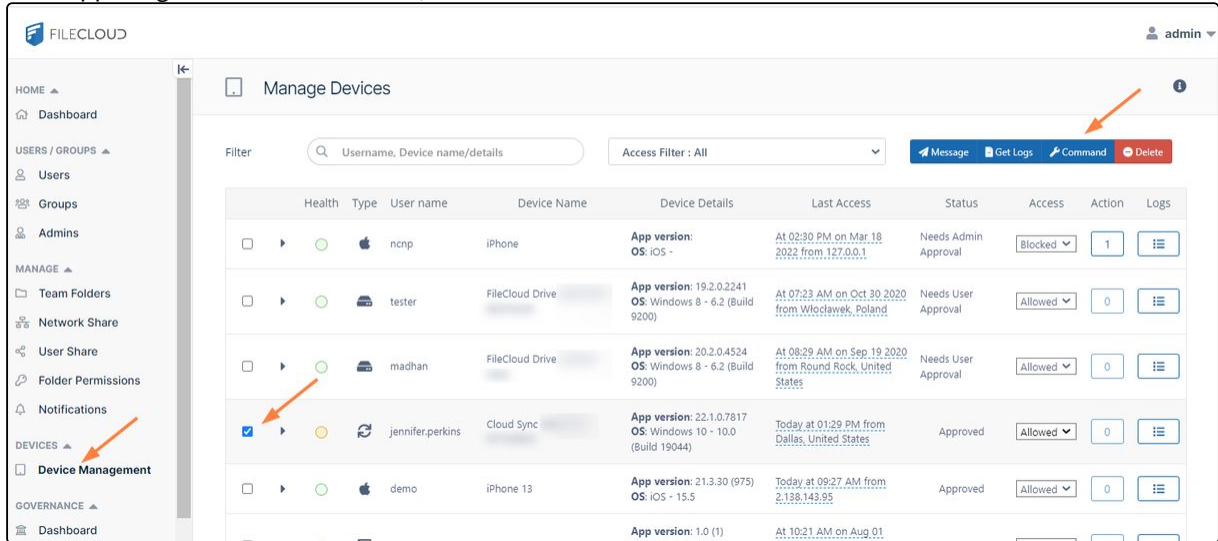 FILECLOUD
admin
HOME
Dashboard
USERS / GROUPS
Users
Groups
Admins
MANAGE
Team Folders
Network Share
User Share
Folder Permissions
Notifications
DEVICES
Device Management
GOVERNANCE
Dashboard
Manage Devices
Filter
Username, Device name/details
Access Filter : All
Message Get Logs Command Delete
Health Type User name Device Name Device Details Last Access Status Access Action Logs
ncnp
iPhone
App version:
OS: iOS -
At 02:30 PM on Mar 18
2022 from 127.0.0.1
Needs Admin
Approval
Blocked
1
tester
FileCloud Drive
App version: 19.2.0.2241
OS: Windows 8 - 6.2 (Build
9200)
At 07:23 AM on Oct 30 2020
from Włocławek, Poland
Needs User
Approval
Allowed
0
madhan
FileCloud Drive
App version: 20.2.0.4524
OS: Windows 8 - 6.2 (Build
9200)
At 08:29 AM on Sep 19 2020
from Round Rock, United
States
Needs User
Approval
Allowed
0
jennifer.perkins
Cloud Sync
App version: 22.1.0.7817
OS: Windows 10 - 10.0
(Build 19044)
Today at 01:29 PM from
Dallas, United States
Approved
Allowed
0
demo
iPhone 13
App version: 21.3.30 (975)
OS: iOS - 15.5
Today at 09:27 AM from
2.138.143.95
Approved
Allowed
0
App version: 1.0 (1)
At 10:21 AM on Aug 01